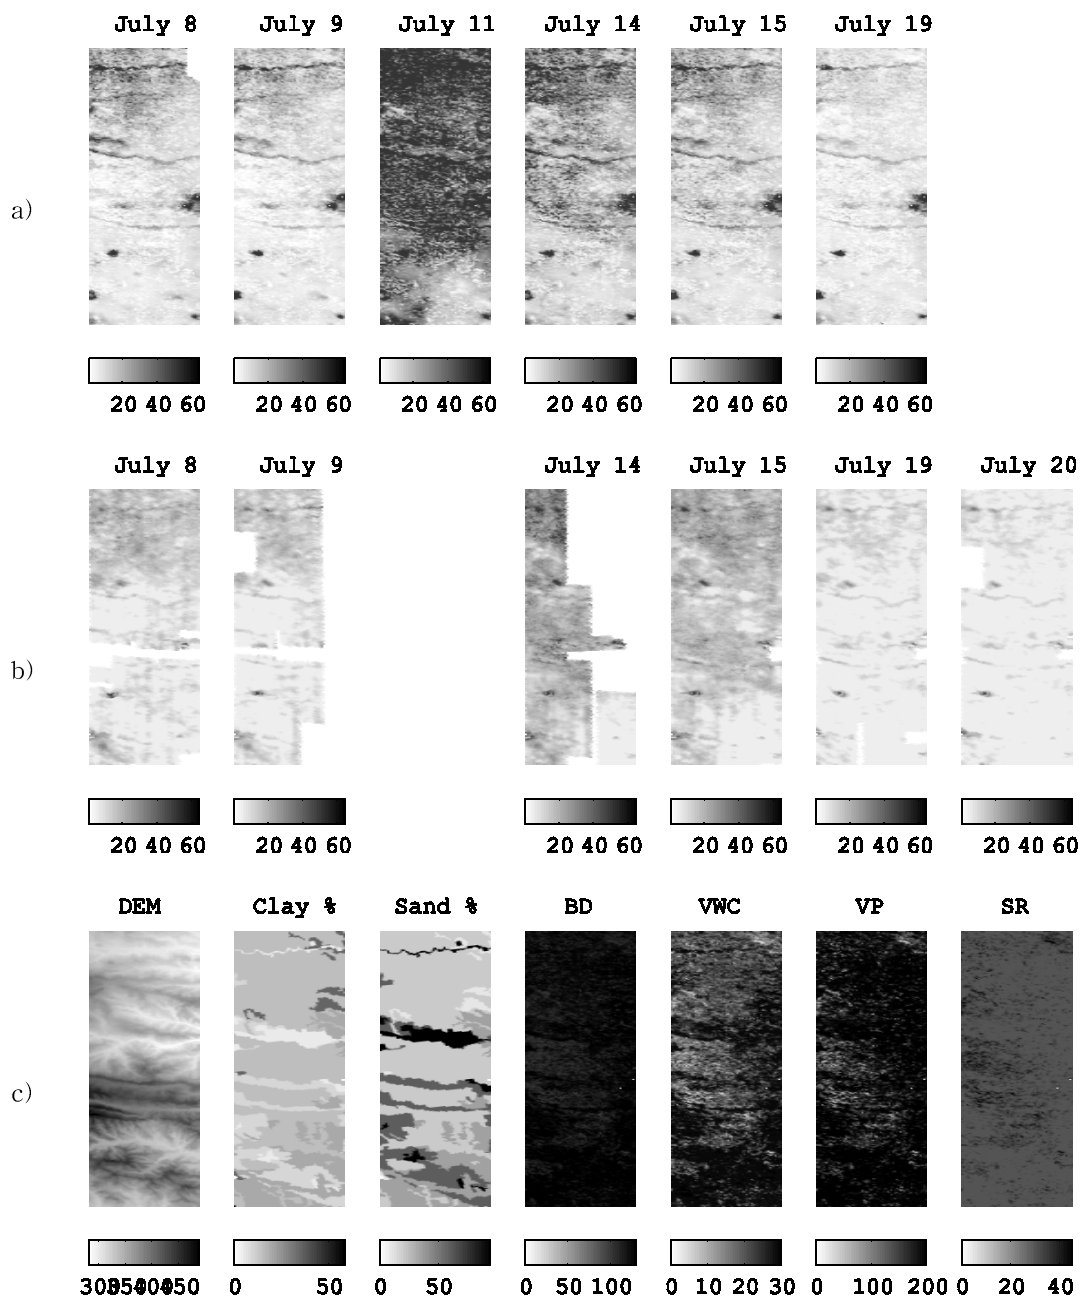 July 8 July 9 July 11 July 14 July 15 July 19
a)
20 40 60 20 40 60 20 40 60 20 40 60 20 40 60 20 40 60
July 8 July 9 July 14 July 15 July 19 July 20
b)
20 40 60 20 40 60 20 40 60 20 40 60 20 40 60 20 40 60
DEM Clay % Sand % BD VWC VP SR
c)
300 350 400 450 0 50 0 50 0 50 100 0 10 20 30 0 100 200 0 20 40